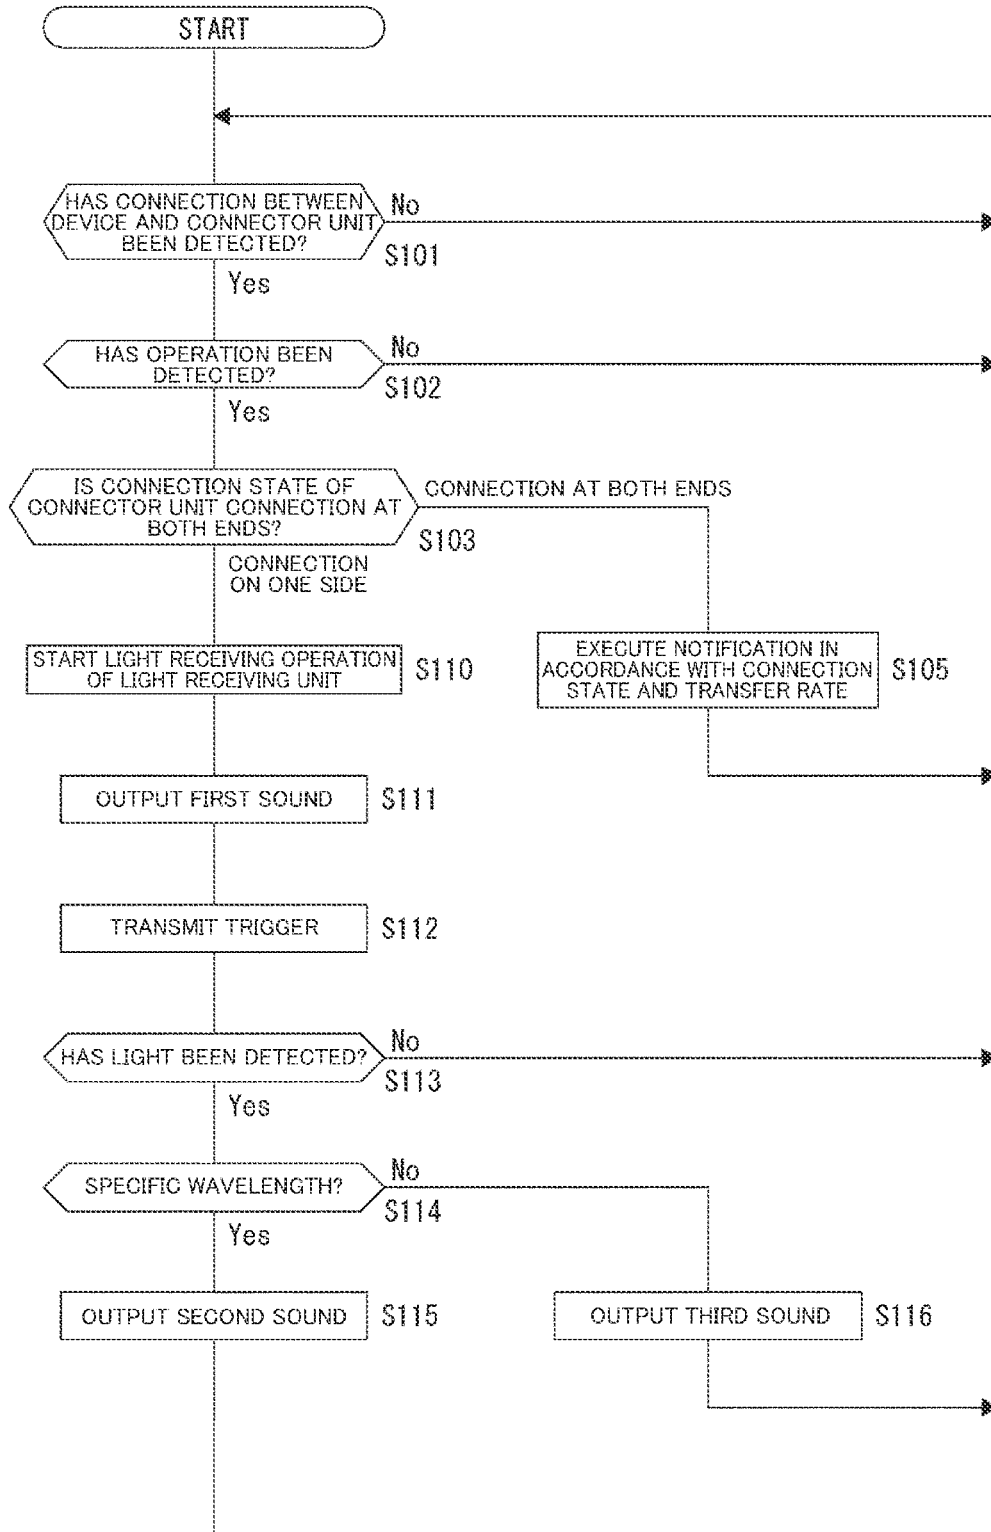 START
HAS CONNECTION BETWEEN
DEVICE AND CONNECTOR UNIT
BEEN DETECTED?
No
S101
Yes
HAS OPERATION BEEN
DETECTED?
No
S102
Yes
IS CONNECTION STATE OF
CONNECTOR UNIT CONNECTION AT
BOTH ENDS?
CONNECTION AT BOTH ENDS
S103
CONNECTION
ON ONE SIDE
START LIGHT RECEIVING OPERATION
OF LIGHT RECEIVING UNIT
S110
EXECUTE NOTIFICATION IN
ACCORDANCE WITH CONNECTION
STATE AND TRANSFER RATE
S105
OUTPUT FIRST SOUND
S111
TRANSMIT TRIGGER
S112
HAS LIGHT BEEN DETECTED?
No
S113
Yes
SPECIFIC WAVELENGTH?
No
S114
Yes
OUTPUT SECOND SOUND
S115
OUTPUT THIRD SOUND
S116